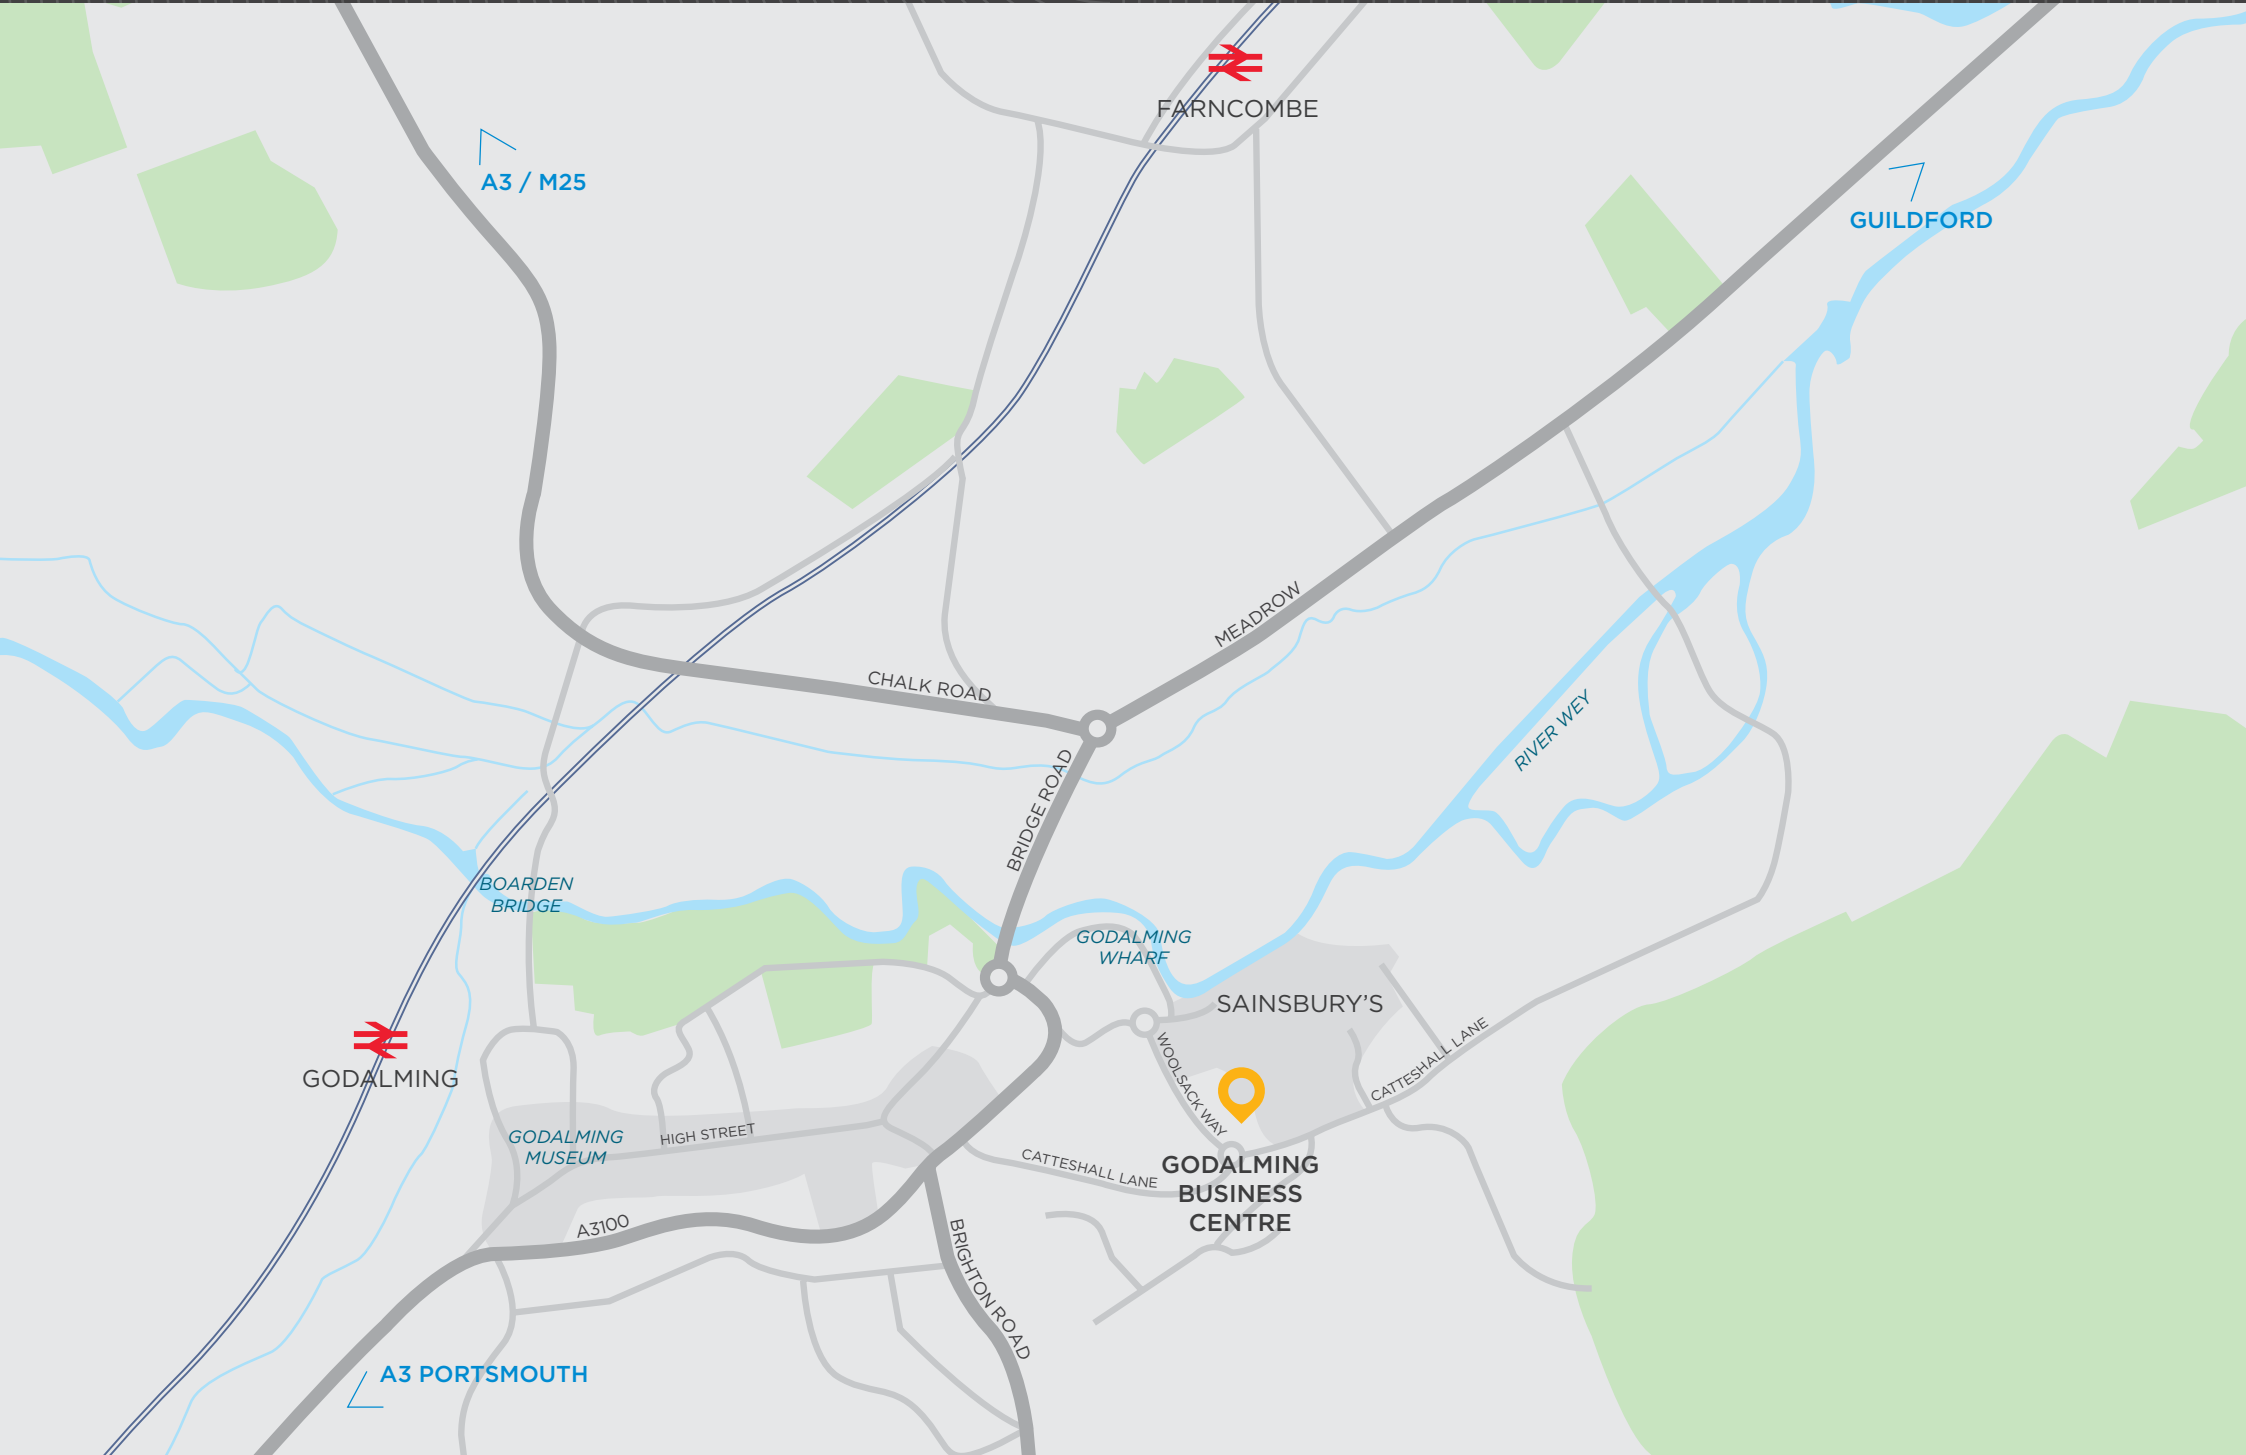 FARNCOMBE
A3 / M25
GUILDFORD
MEADROW
CHALK ROAD
RIVER WEY
BRIDGE ROAD
BOARDEN
BRIDGE
GODALMING
WHARF
SAINSBURY'S
GODALMING
WOOLSACK WAY
CATTESHALL LANE
GODALMING
MUSEUM
HIGH STREET
CATTESHALL LANE
GODALMING
BUSINESS
CENTRE
A3100
BRIGHTON ROAD
A3 PORTSMOUTH